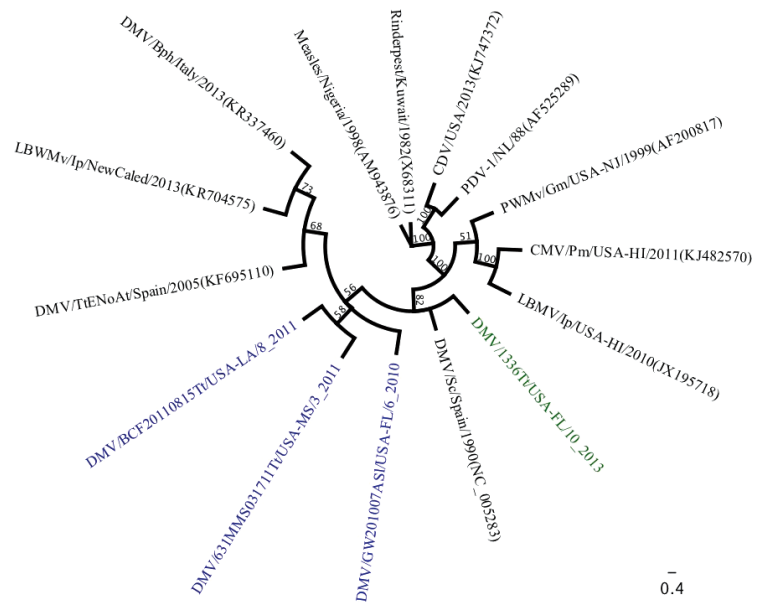 DMV/Bph/Italy/2013(KR337460)
LBWMv/Ip/NewCaled/2013(KR704575)
DMV/TtENoAt/Spain/2005(KF695110)
DMV/BCF20110815Tt/USA-LA/8_2011
DMV/631MMS031711Tt/USA-MS/3_2011
DMV/GW201007ASl/USA-FL/6_2010
DMV/Sc/Spain/1990(NC_005283)
DMV/1336Tt/USA-FL/10_2013
LBMV/Ip/USA-HI/2010(JX195718)
CMV/Pm/USA-HI/2011(KJ482570)
PWMv/Gm/USA-NJ/1999(AF200817)
PDV-1/NL/88(AF525289)
CDV/USA/2013(KJ747372)
Rinderpest/Kuwait/1982(X68311)
Measles/Nigeria/1998(AM943876)
73
68
56
58
82
51
100
100
100
100
0.4